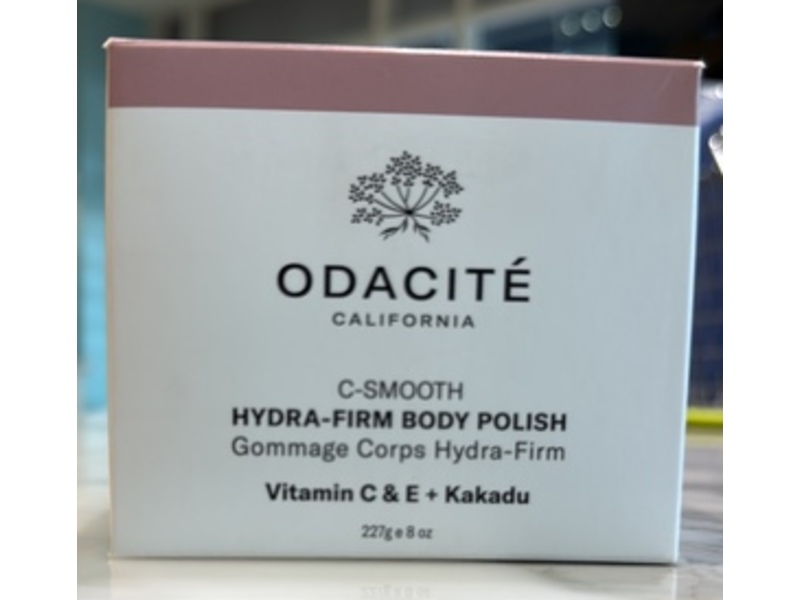 ODACITÉ
CALIFORNIA
C-SMOOTH
HYDRA-FIRM BODY POLISH
Gommage Corps Hydra-Firm
Vitamin C & E + Kakadu
227g e 8 oz